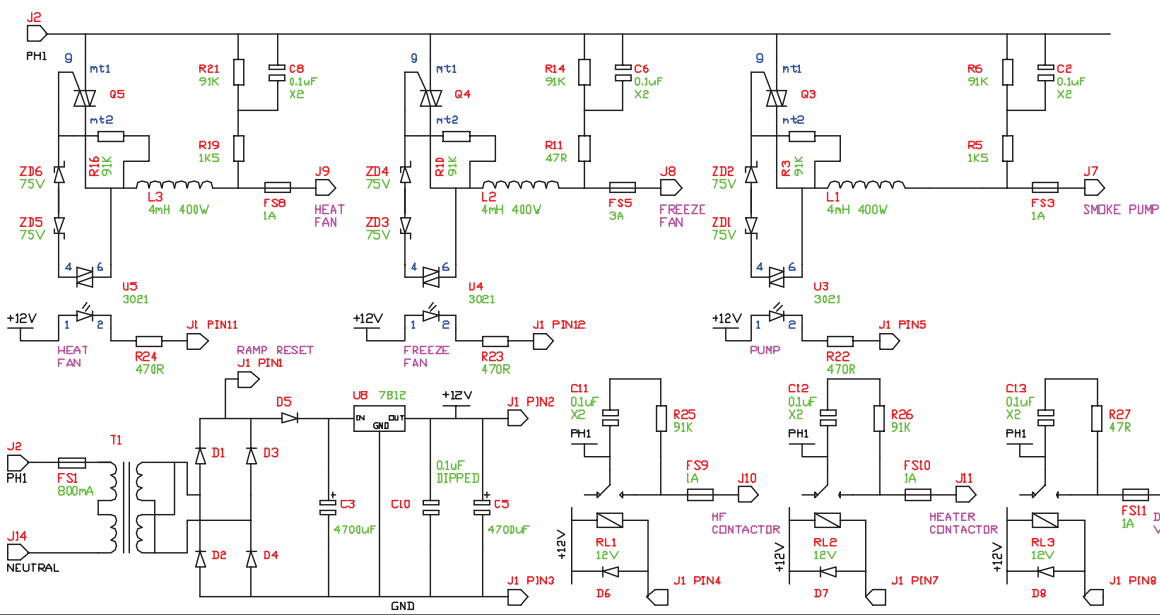 J2
PH1
g
mt1
Q5
mt2
R16
91K
ZD6
75V
ZD5
75V
4
6
U5
3021
R21
91K
C8
0.1uF
X2
R19
1K5
L3
4mH 400W
FS8
1A
J9
HEAT
FAN
+12V
1
2
HEAT
FAN
R24
470R
J1 PIN11
g
mt1
Q4
mt2
R10
91K
ZD4
75V
ZD3
75V
4
6
U4
3021
R14
91K
C6
0.1uF
X2
R11
47R
L2
4mH 400W
FS5
3A
J8
FREEZE
FAN
+12V
1
2
FREEZE
FAN
R23
470R
J1 PIN12
g
mt1
Q3
mt2
R3
91K
ZD2
75V
ZD1
75V
4
6
U3
3021
R6
91K
C2
0.1uF
X2
R5
1K5
L1
4mH 400W
FS3
1A
J7
SMOKE PUMP
+12V
1
2
PUMP
R22
470R
J1 PIN5
RAMP RESET
J1 PIN1
J2
PH1
FS1
800mA
T1
J14
NEUTRAL
D1
D3
D2
D4
D5
U8
7812
IN
OUT
GND
+12V
J1 PIN2
C3
4700uF
C10
0.1uF
DIPPED
C5
4700uF
J1 PIN3
GND
C11
0.1uF
X2
PH1
R25
91K
FS9
1A
J10
HF
CONTACTOR
+12V
RL1
12V
D6
J1 PIN4
C12
0.1uF
X2
PH1
R26
91K
FS10
1A
J11
HEATER
CONTACTOR
+12V
RL2
12V
D7
J1 PIN7
C13
0.1uF
X2
PH1
R27
47R
FS11
1A
+12V
RL3
12V
D8
J1 PIN8